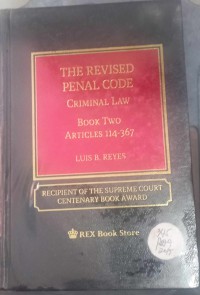 THE REVISED
PENAL CODE
CRIMINAL LAW
BOOK TWO
ARTICLES 114-367
LUIS B. REYES
RECIPIENT OF THE SUPREME COURT
CENTENARY BOOK AWARD
REX Book Store